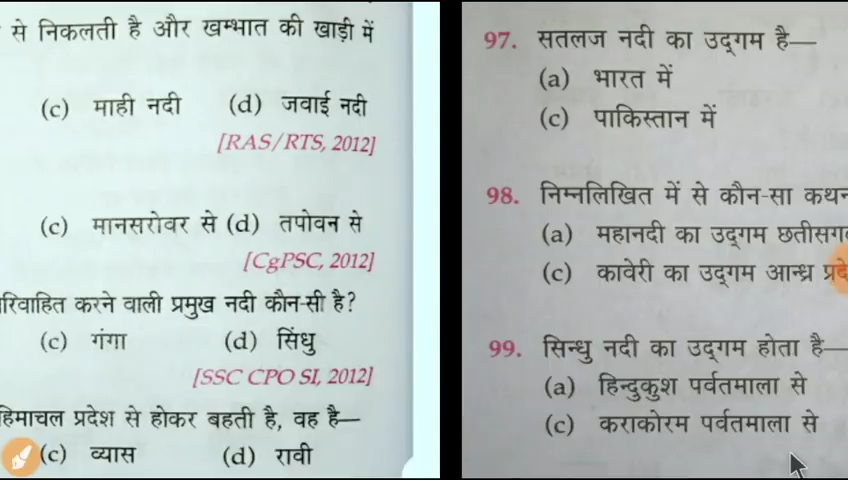 से निकलती है और खम्भात की खाड़ी में
(c) माही नदी (d) जवाई नदी
[RAS/RTS, 2012]
(c) मानसरोवर से (d) तपोवन से
[CgPSC, 2012]
रिवाहित करने वाली प्रमुख नदी कौन-सी है?
(c) गंगा (d) सिंधु
[SSC CPO SI, 2012]
हिमाचल प्रदेश से होकर बहती है, वह है—
(c) व्यास (d) रावी
97. सतलज नदी का उद्गम है—
(a) भारत में
(c) पाकिस्तान में
98. निम्नलिखित में से कौन-सा कथन
(a) महानदी का उद्गम छतीसग
(c) कावेरी का उद्गम आन्ध्र प्रदे
99. सिन्धु नदी का उद्गम होता है—
(a) हिन्दुकुश पर्वतमाला से
(c) कराकोरम पर्वतमाला से